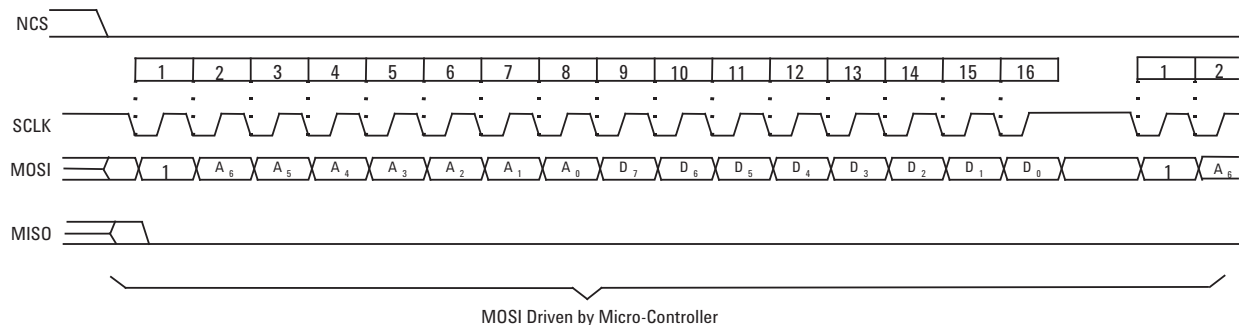 NCS
1 2 3 4 5 6 7 8 9 10 11 12 13 14 15 16 1 2
SCLK
MOSI 1 A₆ A₅ A₄ A₃ A₂ A₁ A₀ D₇ D₆ D₅ D₄ D₃ D₂ D₁ D₀ 1 A₆
MISO
MOSI Driven by Micro-Controller